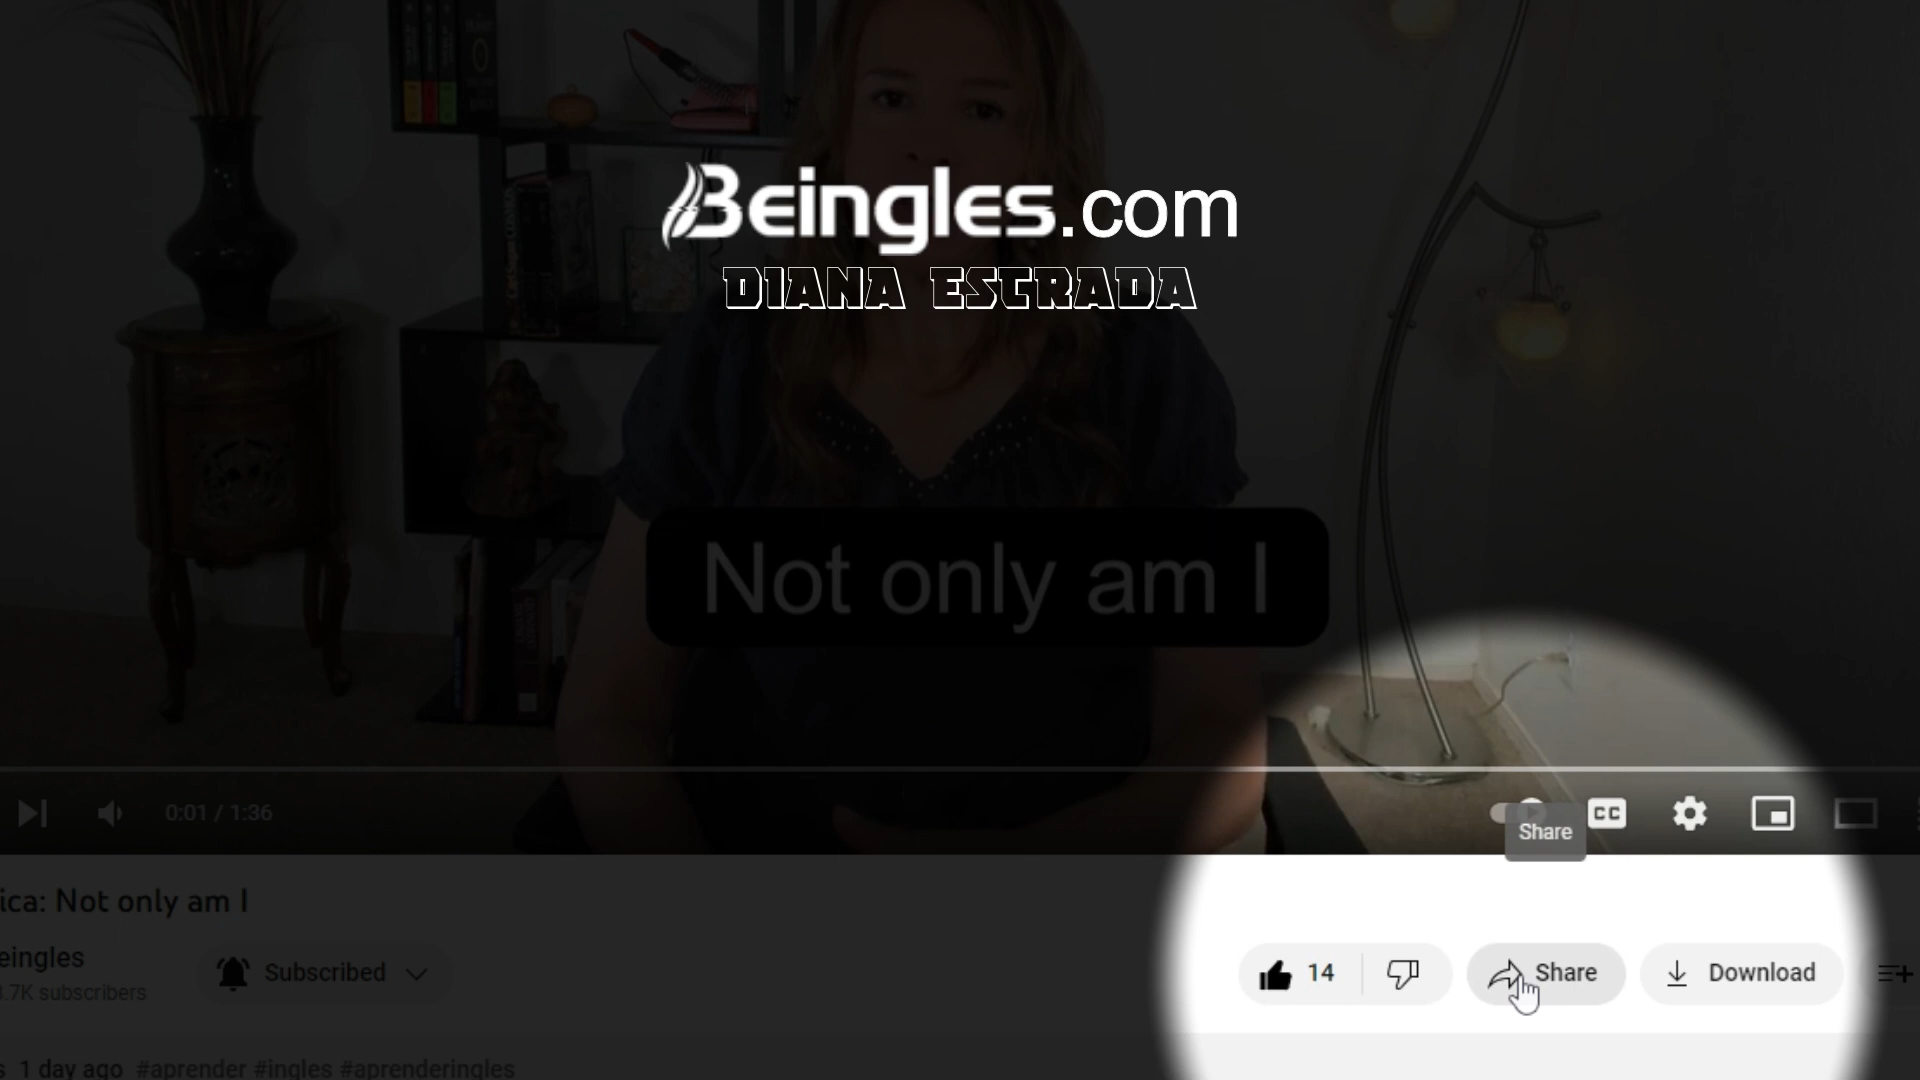 Beingles.com
DIANA ESTRADA
Not only am I
0:01 / 1:36
CC
Share
ica: Not only am I
eingles
Subscribed
.7K subscribers
14
Share
Download
s 1 day ago #aprender #ingles #aprenderingles